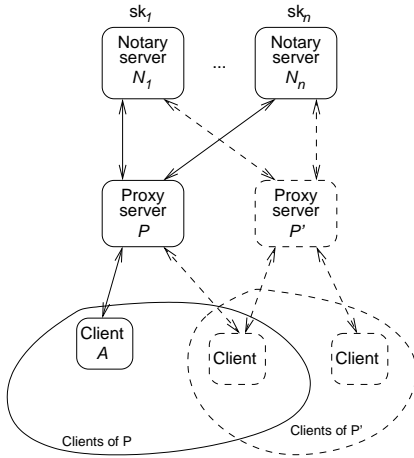 sk1 skn
Notary
server
N1
...
Notary
server
Nn
Proxy
server
P
Proxy
server
P'
Client
A
Client
Client
Clients of P
Clients of P'